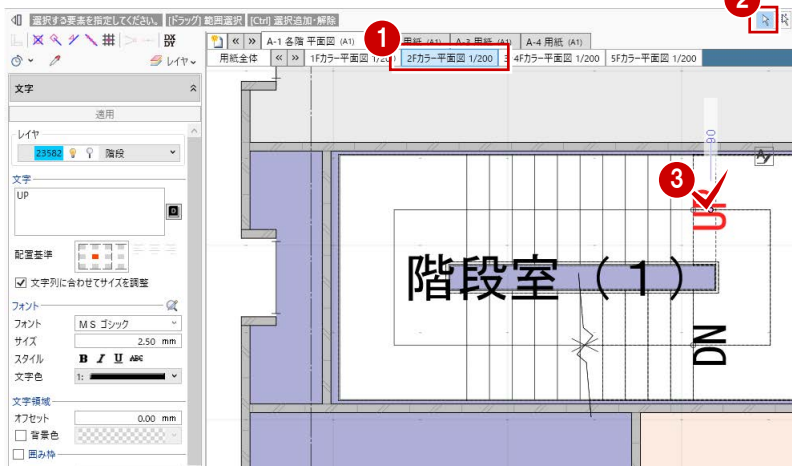 選択する要素を指定してください。 [ドラッグ] 範囲選択 [Ctrl] 選択追加・解除
2
1
A-1 各階 平面図 (A1)
用紙 (A1)
用紙 (A1)
A-4 用紙 (A1)
レイヤ
用紙全体
1Fカラー平面図
2Fカラー平面図 1/200
4Fカラー平面図 1/200
5Fカラー平面図 1/200
文字
適用
レイヤ
23582 階段
文字
UP
配置基準
文字列に合わせてサイズを調整
フォント
フォント MS ゴシック
サイズ 2.50 mm
スタイル B I U ABC
文字色 1:
文字領域
オフセット 0.00 mm
背景色
囲み枠
090
3
UP
階段室（１）
DN